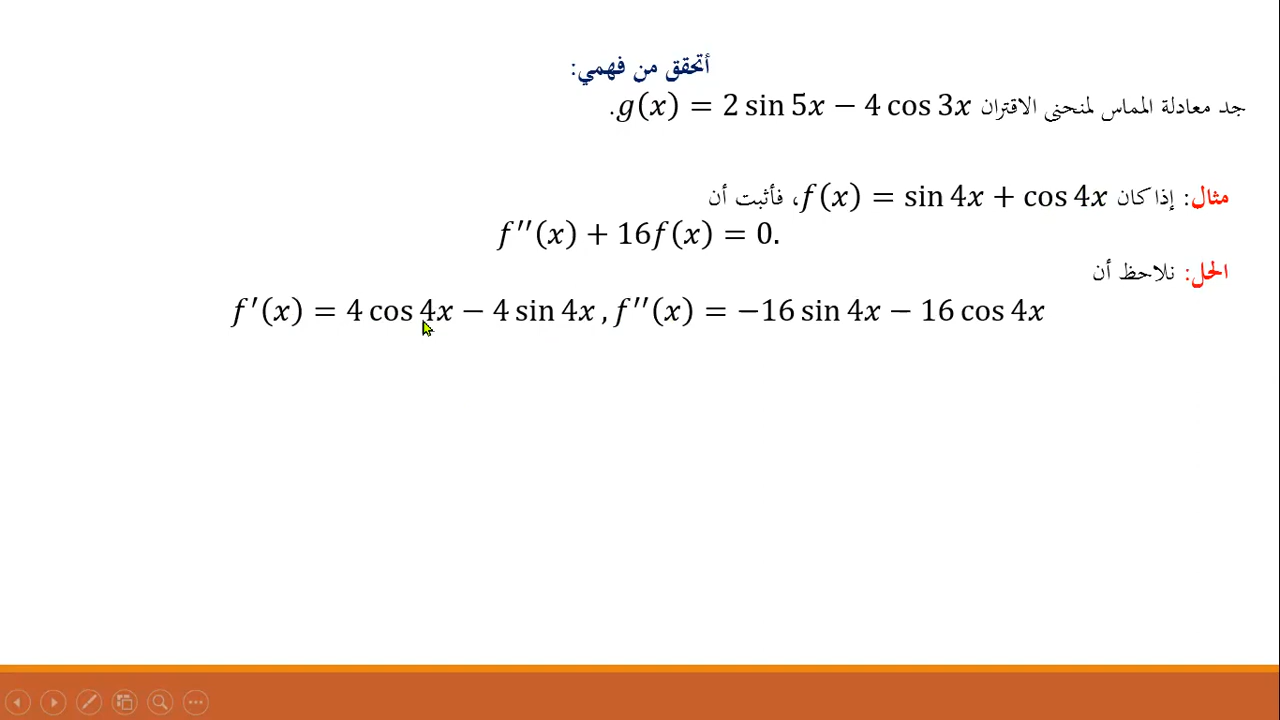 أتحقق من فهمي:
جد معادلة المماس لمنحنى الاقتران g(x) = 2 sin 5x − 4 cos 3x.
مثال: إذا كان f(x) = sin 4x + cos 4x، فأثبت أن
f′′(x) + 16f(x) = 0.
الحل: نلاحظ أن
f′(x) = 4 cos 4x − 4 sin 4x , f′′(x) = −16 sin 4x − 16 cos 4x